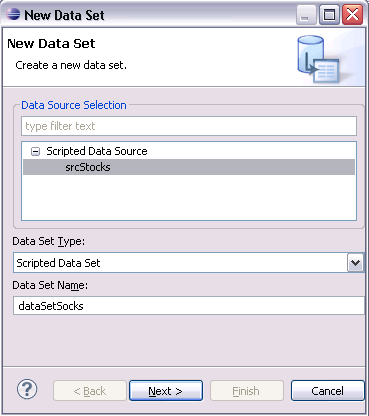 New Data Set
New Data Set
Create a new data set.
Data Source Selection
type filter text
Scripted Data Source
srcStocks
Data Set Type:
Scripted Data Set
Data Set Name:
dataSetSocks
? < Back Next > Finish Cancel